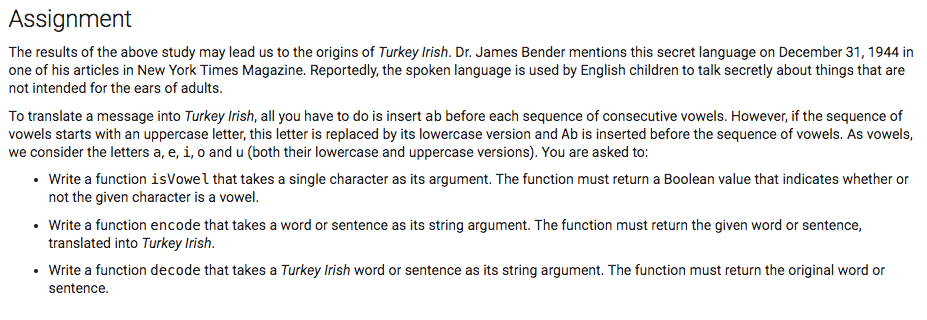 Assignment
The results of the above study may lead us to the origins of Turkey Irish. Dr. James Bender mentions this secret language on December 31, 1944 in
one of his articles in New York Times Magazine. Reportedly, the spoken language is used by English children to talk secretly about things that are
not intended for the ears of adults.
To translate a message into Turkey Irish, all you have to do is insert ab before each sequence of consecutive vowels. However, if the sequence of
vowels starts with an uppercase letter, this letter is replaced by its lowercase version and Ab is inserted before the sequence of vowels. As vowels,
we consider the letters a, e, i, o and u (both their lowercase and uppercase versions). You are asked to:
• Write a function isVowel that takes a single character as its argument. The function must return a Boolean value that indicates whether or
not the given character is a vowel.
• Write a function encode that takes a word or sentence as its string argument. The function must return the given word or sentence,
translated into Turkey Irish.
• Write a function decode that takes a Turkey Irish word or sentence as its string argument. The function must return the original word or
sentence.